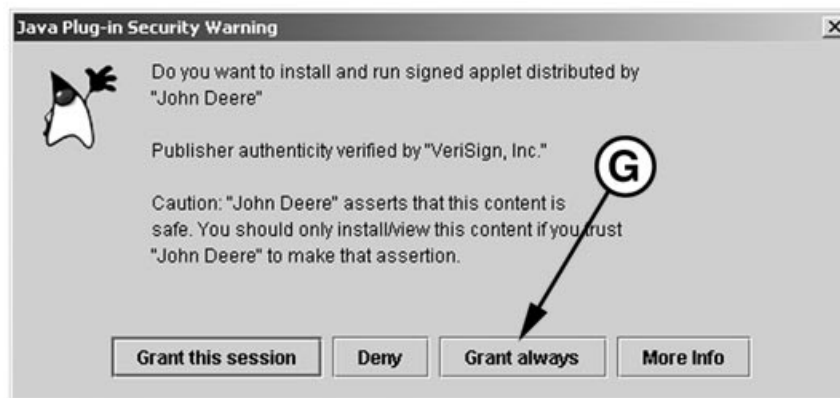 Java Plug-in Security Warning
Do you want to install and run signed applet distributed by
"John Deere"
Publisher authenticity verified by "VeriSign, Inc."
G
Caution: "John Deere" asserts that this content is
safe. You should only install/view this content if you trust
"John Deere" to make that assertion.
Grant this session Deny Grant always More Info